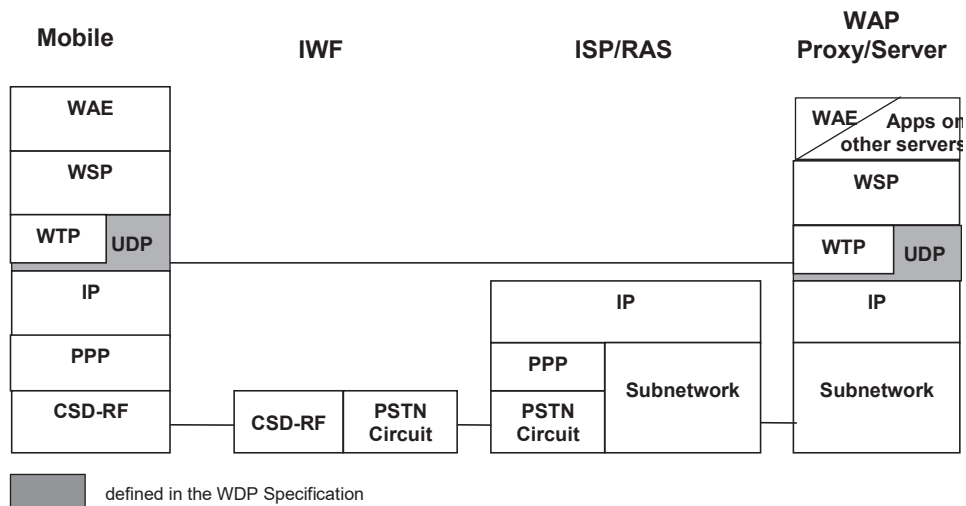 Mobile
IWF
ISP/RAS
WAP
Proxy/Server
WAE
WSP
WTP
UDP
IP
PPP
CSD-RF
CSD-RF
PSTN
Circuit
IP
PPP
PSTN
Circuit
Subnetwork
WAE
Apps on
other servers
WSP
WTP
UDP
IP
Subnetwork
defined in the WDP Specification